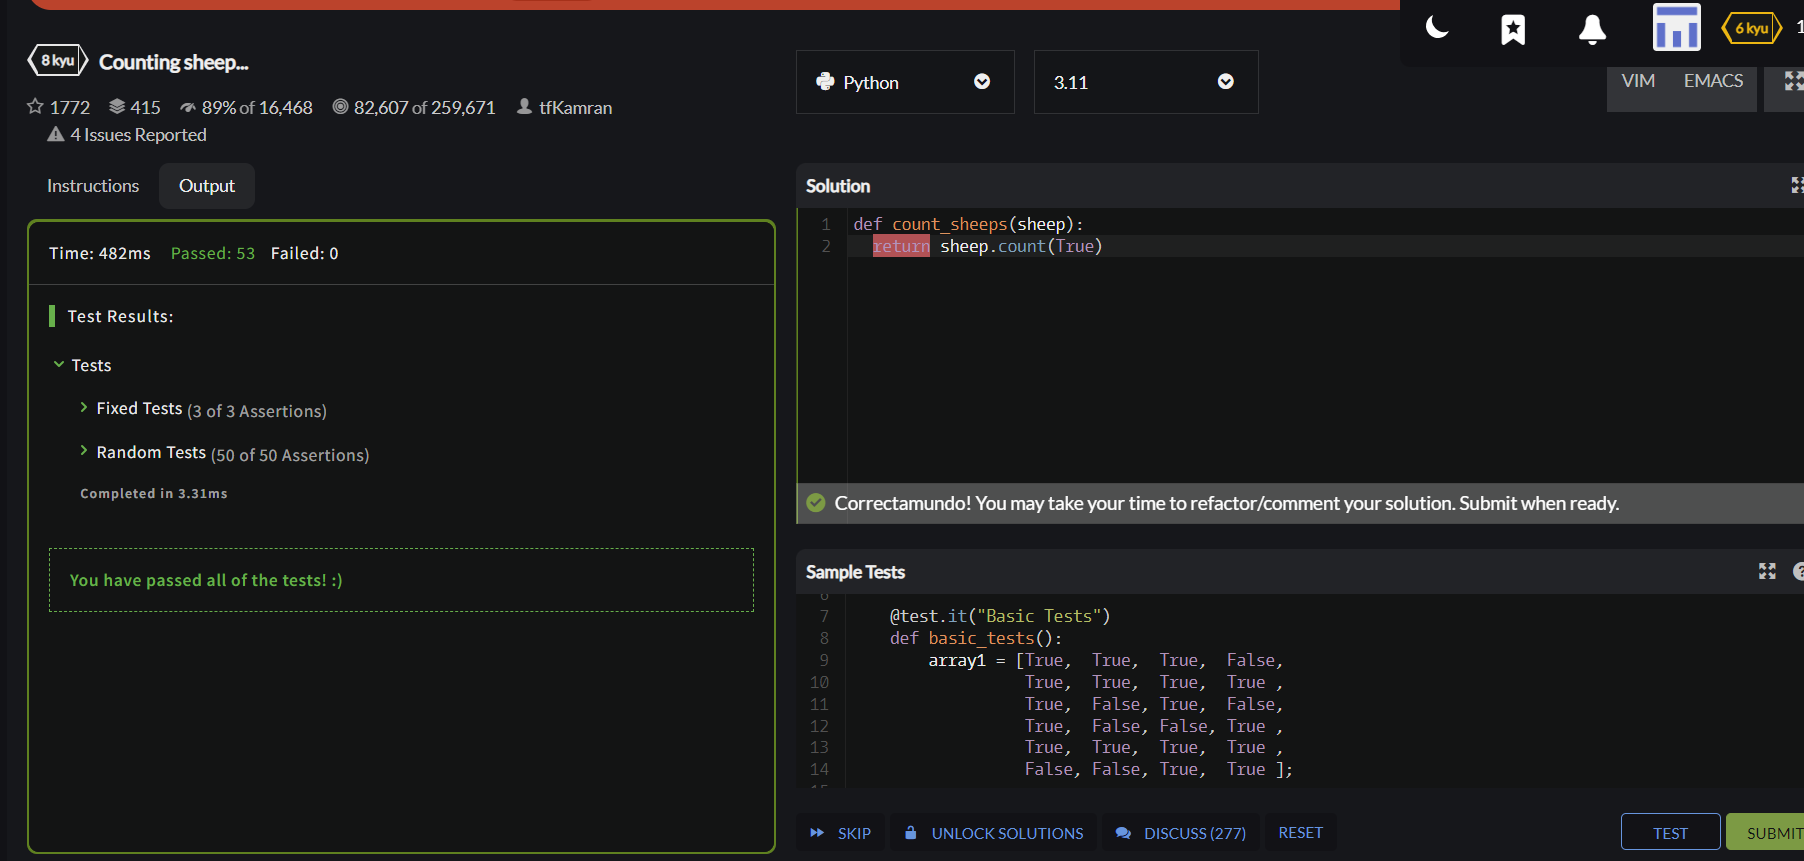 8 kyu Counting sheep...
1772 415 89% of 16,468 82,607 of 259,671 tfKamran
4 Issues Reported
Instructions Output
Time: 482ms Passed: 53 Failed: 0
Test Results:
Tests
Fixed Tests (3 of 3 Assertions)
Random Tests (50 of 50 Assertions)
Completed in 3.31ms
You have passed all of the tests! :)
6 kyu 1
Python 3.11
VIM EMACS
Solution
1 def count_sheeps(sheep):
2 return sheep.count(True)
Correctamundo! You may take your time to refactor/comment your solution. Submit when ready.
Sample Tests
6
7 @test.it("Basic Tests")
8 def basic_tests():
9 array1 = [True, True, True, False,
10 True, True, True, True ,
11 True, False, True, False,
12 True, False, False, True ,
13 True, True, True, True ,
14 False, False, True, True ];
SKIP UNLOCK SOLUTIONS DISCUSS (277) RESET TEST SUBMIT